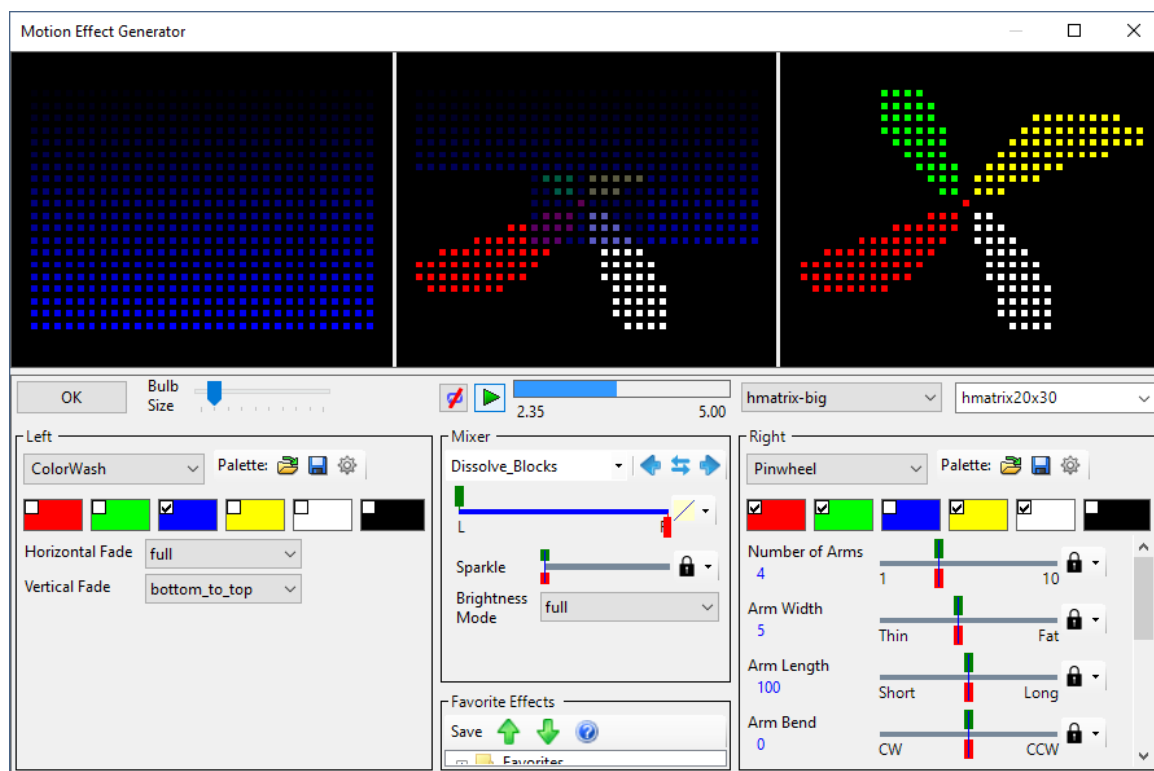 Motion Effect Generator
OK
Bulb
Size
2.35
5.00
hmatrix-big
hmatrix20x30
Left
ColorWash
Palette:
Horizontal Fade
full
Vertical Fade
bottom_to_top
Mixer
Dissolve_Blocks
L
Sparkle
Brightness
Mode
full
Favorite Effects
Save
Favorites
Right
Pinwheel
Palette:
Number of Arms
4
1
10
Arm Width
5
Thin
Fat
Arm Length
100
Short
Long
Arm Bend
0
CW
CCW